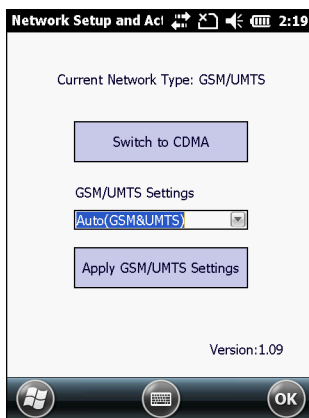 Network Setup and Act 2:19
Current Network Type: GSM/UMTS
Switch to CDMA
GSM/UMTS Settings
Auto(GSM&UMTS)
Apply GSM/UMTS Settings
Version:1.09
OK